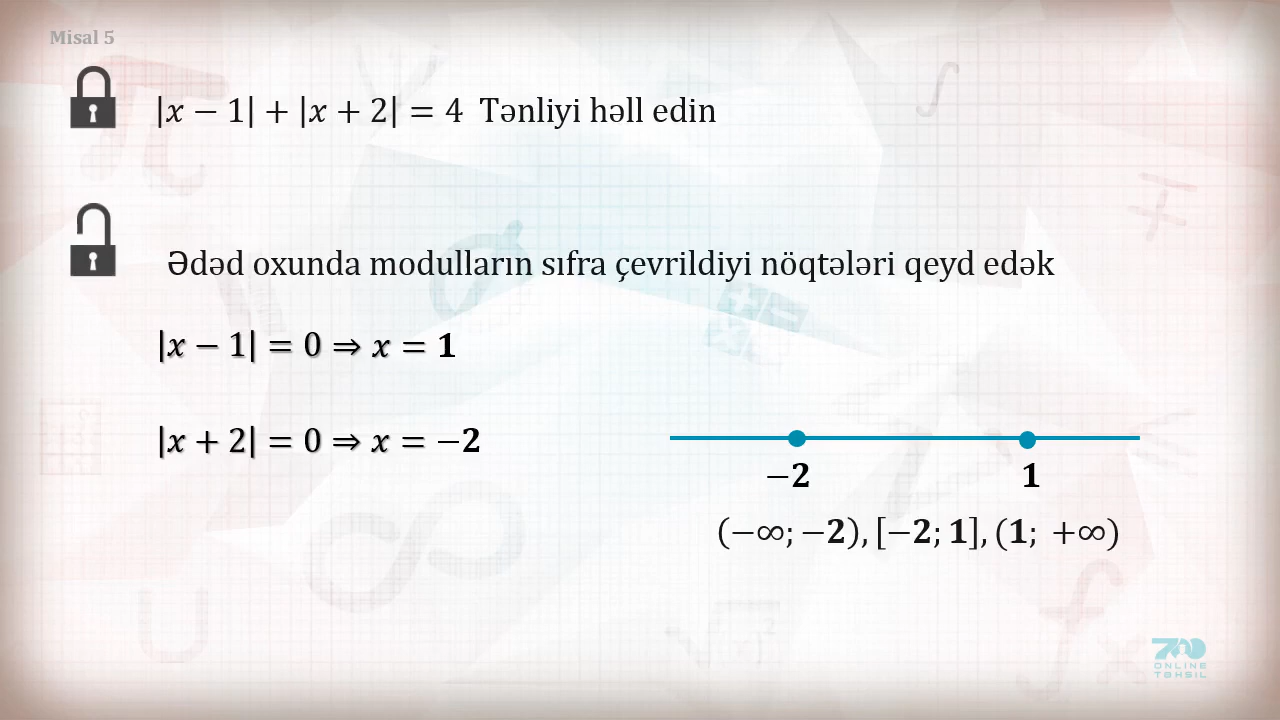 Misal 5
|x − 1| + |x + 2| = 4 Tənliyi həll edin
Ədəd oxunda modulların sıfra çevrildiyi nöqtələri qeyd edək
|x − 1| = 0 ⇒ x = 1
|x + 2| = 0 ⇒ x = −2
−2 1
(−∞; −2), [−2; 1], (1; +∞)
700
ONLINE
TƏHSİL